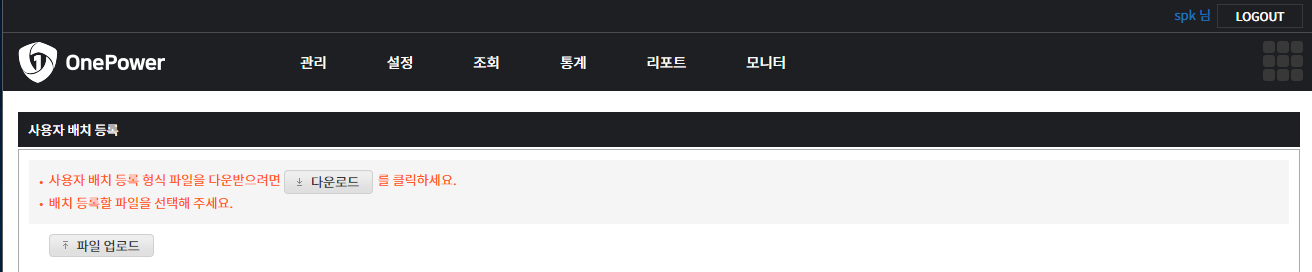 spk 님 LOGOUT
OnePower 관리 설정 조회 통계 리포트 모니터
사용자 배치 등록
• 사용자 배치 등록 형식 파일을 다운받으려면 다운로드 를 클릭하세요.
• 배치 등록할 파일을 선택해 주세요.
파일 업로드